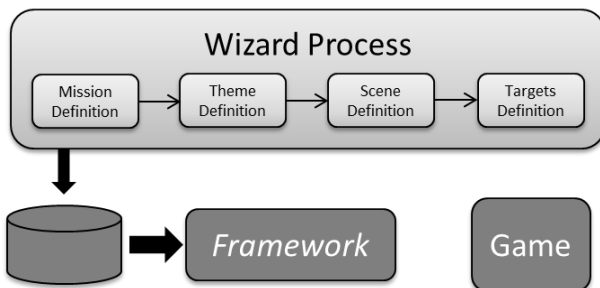 Wizard Process
Mission
Definition
Theme
Definition
Scene
Definition
Targets
Definition
Framework
Game